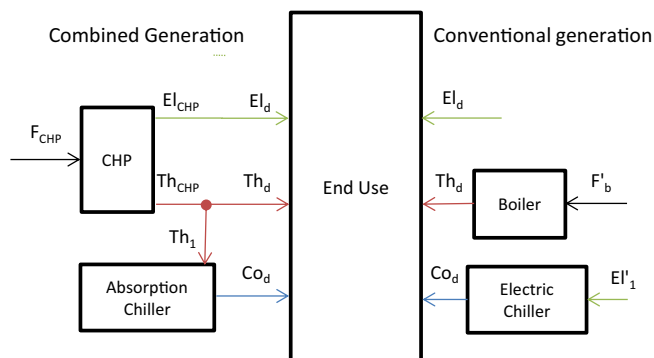 Combined Generation
Conventional generation
El_CHP
El_d
El_d
F_CHP
CHP
Th_CHP
Th_d
End Use
Th_d
Boiler
F'_b
Th_1
Absorption
Chiller
Co_d
Co_d
Electric
Chiller
El'_1